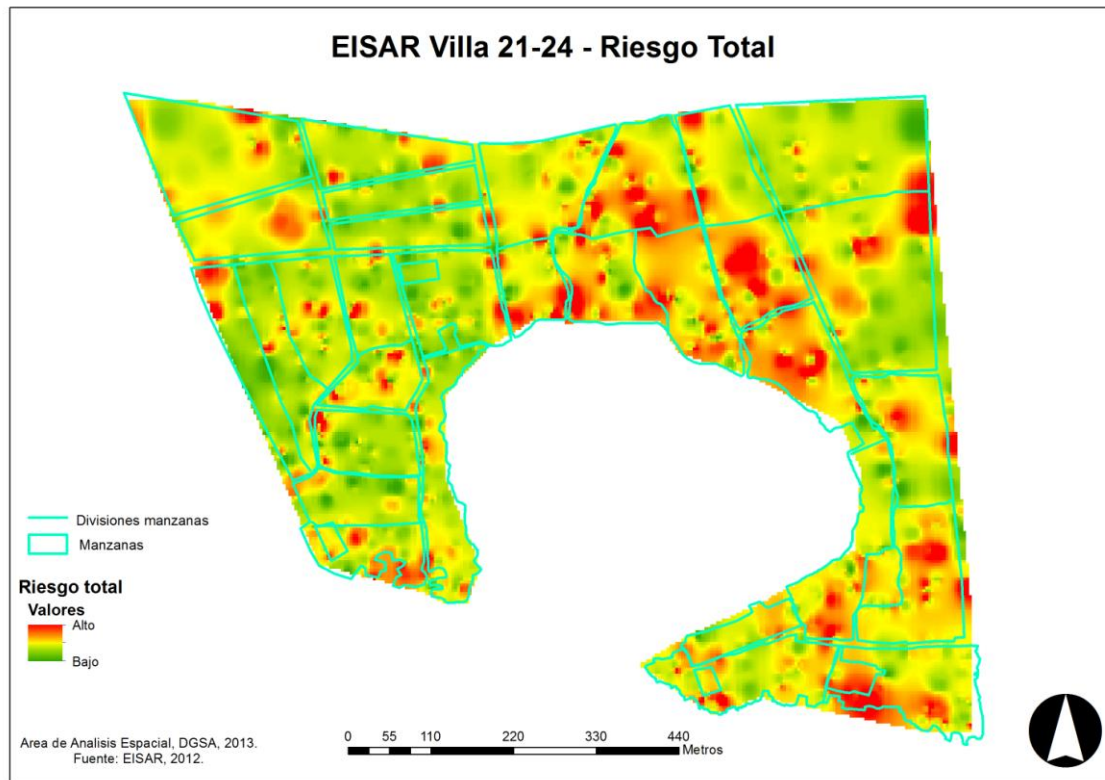 EISAR Villa 21-24 - Riesgo Total
Divisiones manzanas
Manzanas
Riesgo total
Valores
Alto
Bajo
Area de Analisis Espacial, DGSA, 2013.
Fuente: EISAR, 2012.
0 55 110 220 330 440
Metros